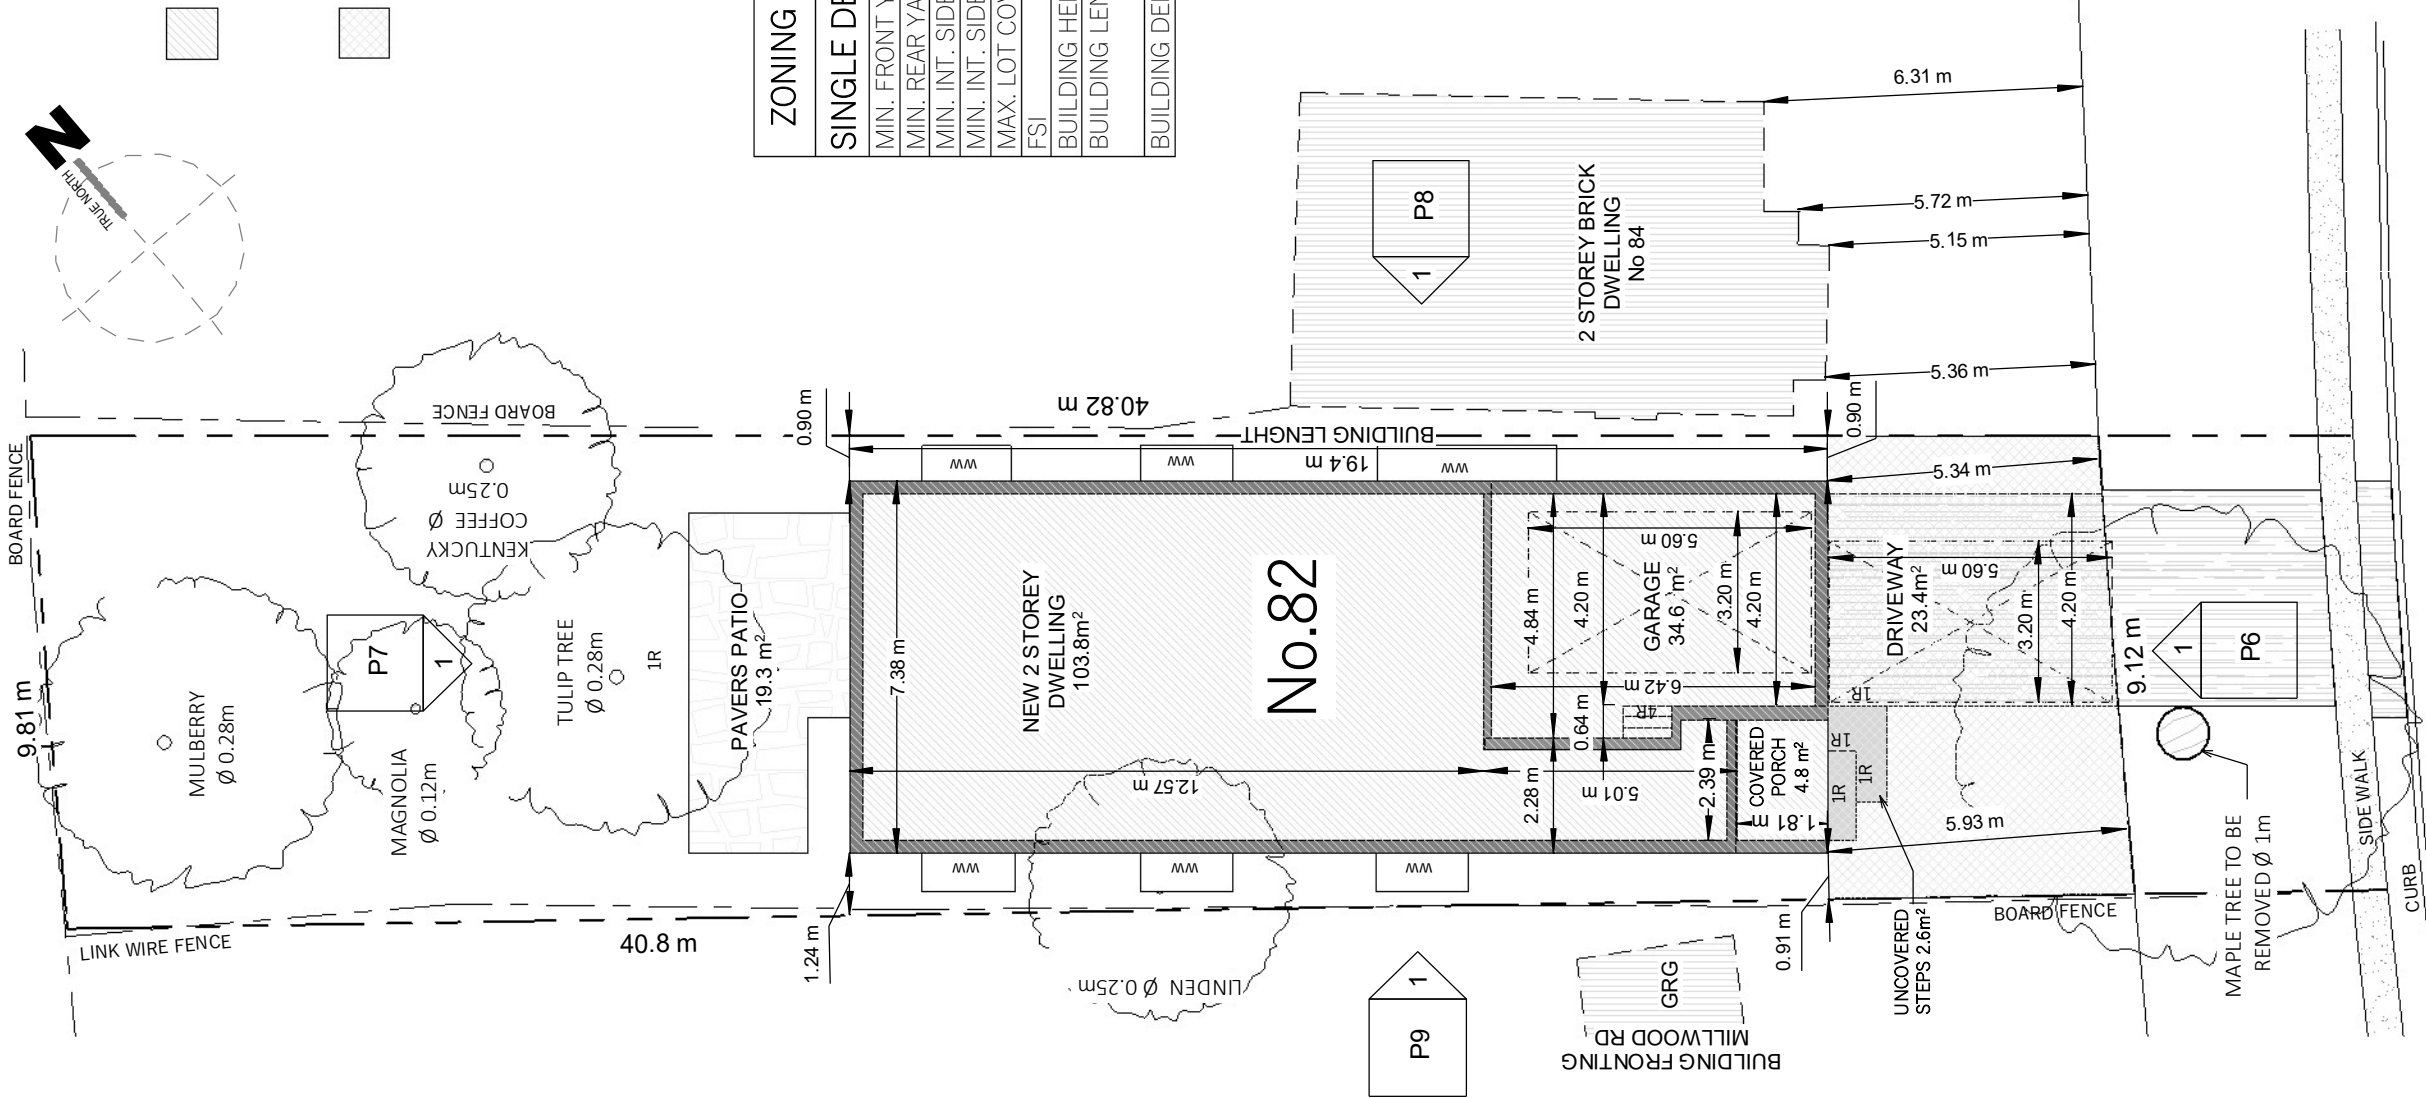 N
TRUE NORTH
ZONING
SINGLE DE
MIN. FRONT Y
MIN. REAR YA
MIN. INT. SIDE
MIN. INT. SIDE
MAX. LOT COV
FSI
BUILDING HEI
BUILDING LEN
BUILDING DE
BOARD FENCE
9.81 m
LINK WIRE FENCE
40.8 m
MULBERRY
Ø 0.28m
MAGNOLIA
Ø 0.12m
P7
1
KENTUCKY
COFFEE Ø
0.25m
BOARD FENCE
TULIP TREE
Ø 0.28m
1R
PAVERS PATIO
19.3 m²
0.90 m
1.24 m
40.82 m
BUILDING LENGHT
19.4 m
WW
WW
WW
WW
WW
WW
7.38 m
NEW 2 STOREY
DWELLING
103.8m²
No.82
12.57 m
5.01 m
2.28 m
0.64 m
2.39 m
4.84 m
4.20 m
5.60 m
GARAGE
34.6 m²
3.20 m
4.20 m
6.42 m
4R
COVERED
PORCH
4.8 m²
1.81 m
1R
1R
1R
1R
UNCOVERED
STEPS 2.6m²
0.91 m
0.90 m
LINDEN Ø 0.25m
P9
1
GRG
BUILDING FRONTING
MILLWOOD RD
P8
1
2 STOREY BRICK
DWELLING
No 84
6.31 m
5.72 m
5.15 m
5.36 m
5.34 m
DRIVEWAY
23.4m²
5.60 m
3.20 m
4.20 m
5.93 m
9.12 m
1
P6
BOARD FENCE
MAPLE TREE TO BE
REMOVED Ø 1m
SIDE WALK
CURB